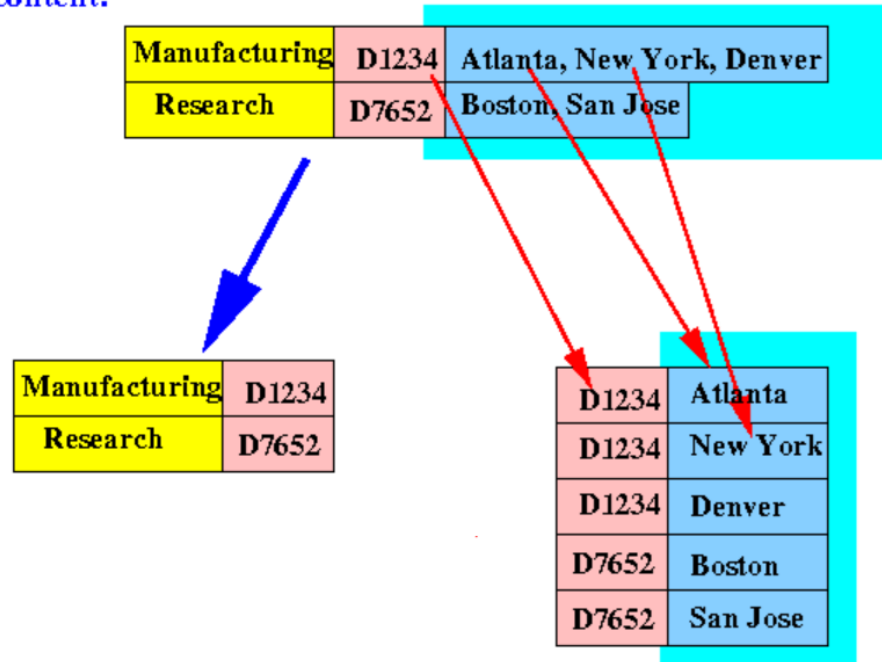 content:
Manufacturing D1234 Atlanta, New York, Denver
Research D7652 Boston, San Jose
Manufacturing D1234
Research D7652
D1234 Atlanta
D1234 New York
D1234 Denver
D7652 Boston
D7652 San Jose